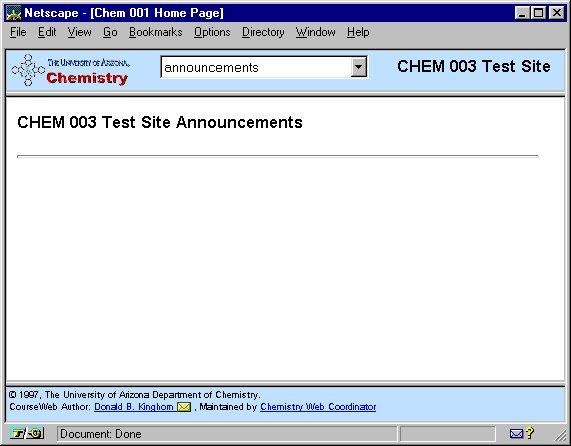 Netscape - [Chem 001 Home Page]
File Edit View Go Bookmarks Options Directory Window Help
THE UNIVERSITY OF ARIZONA,
Chemistry
announcements
CHEM 003 Test Site
CHEM 003 Test Site Announcements
© 1997, The University of Arizona Department of Chemistry.
CourseWeb Author: Donald B. Kinghorn , Maintained by Chemistry Web Coordinator
Document: Done
?